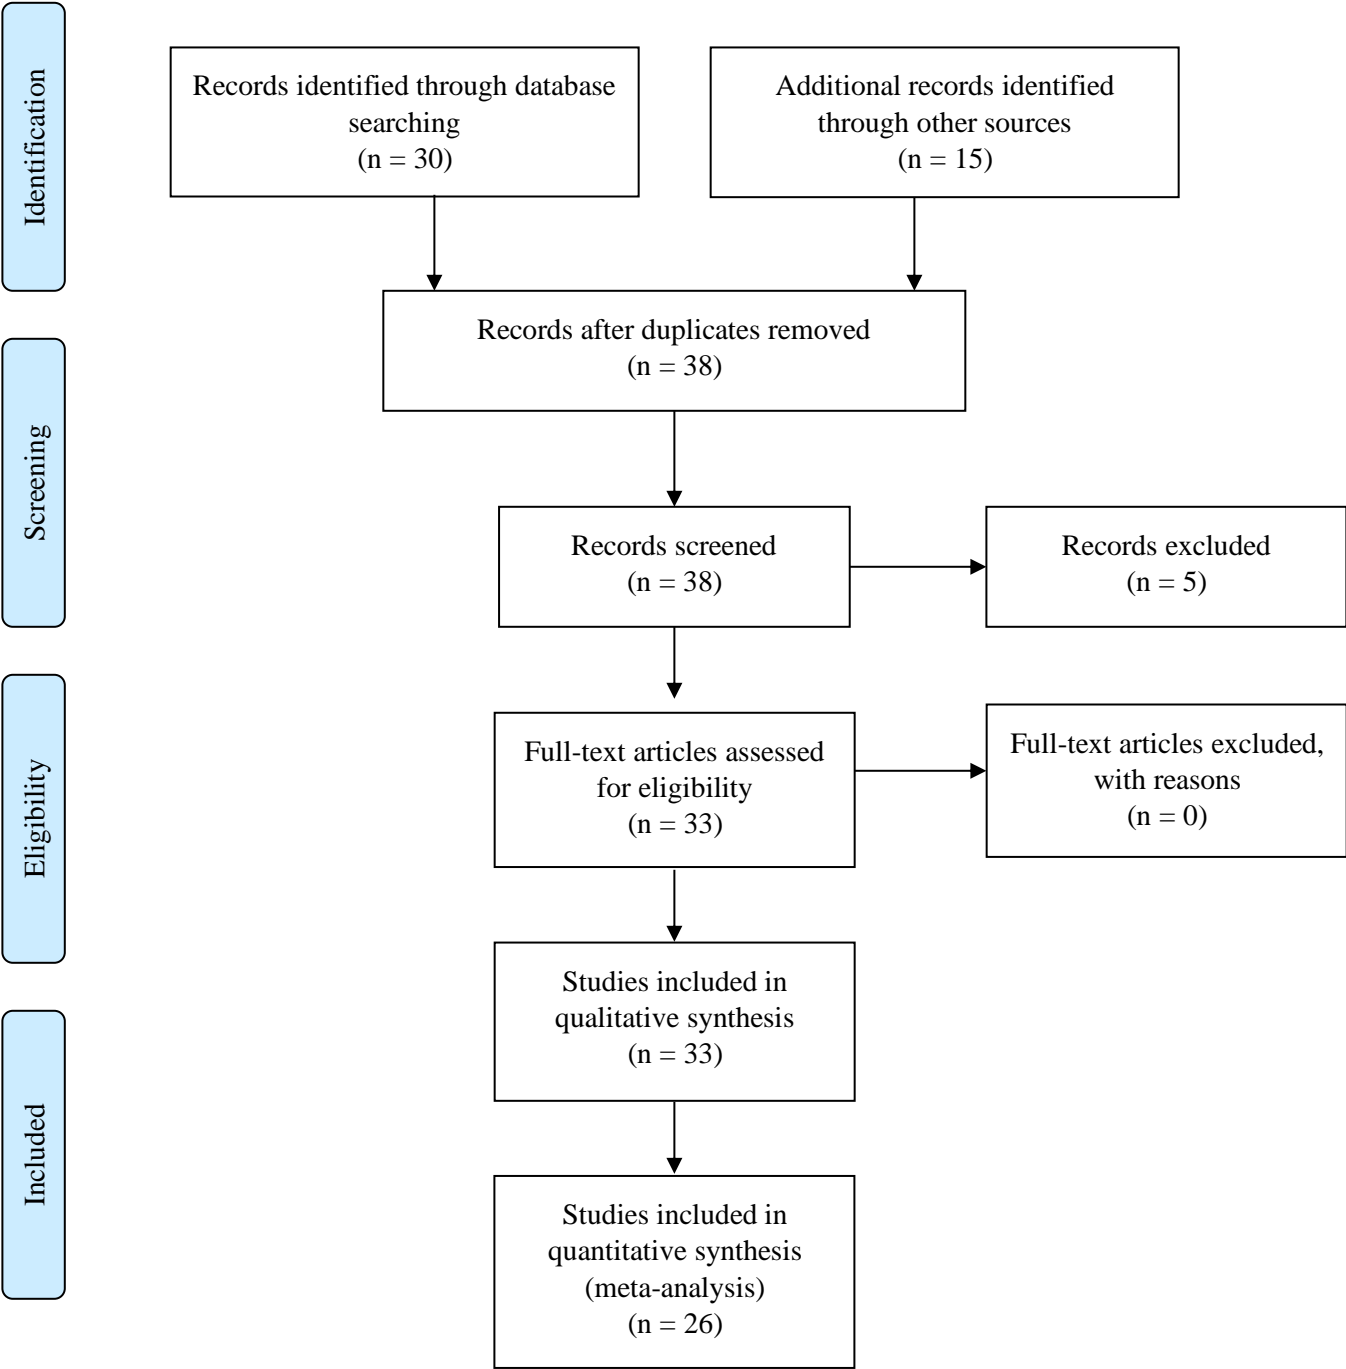 Identification
Records identified through database
searching
(n = 30)
Additional records identified
through other sources
(n = 15)
Records after duplicates removed
(n = 38)
Screening
Records screened
(n = 38)
Records excluded
(n = 5)
Eligibility
Full-text articles assessed
for eligibility
(n = 33)
Full-text articles excluded,
with reasons
(n = 0)
Studies included in
qualitative synthesis
(n = 33)
Included
Studies included in
quantitative synthesis
(meta-analysis)
(n = 26)